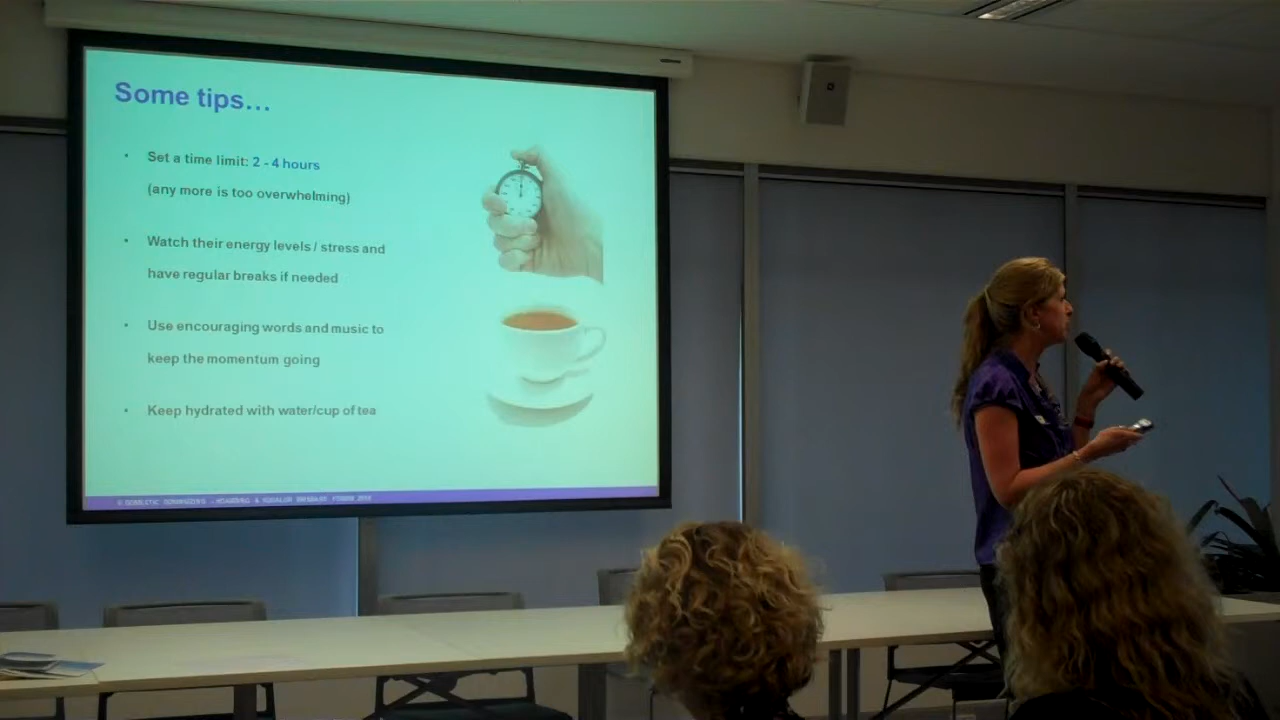 Some tips...
• Set a time limit: 2 - 4 hours
(any more is too overwhelming)
• Watch their energy levels / stress and
have regular breaks if needed
• Use encouraging words and music to
keep the momentum going
• Keep hydrated with water/cup of tea